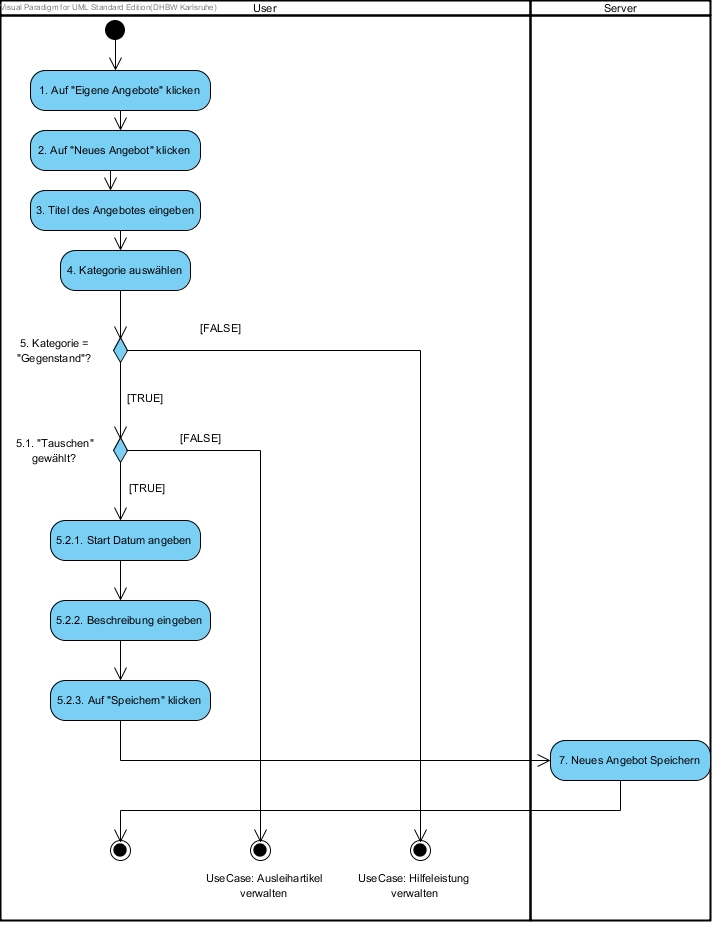 Visual Paradigm for UML Standard Edition(DHBW Karlsruhe)
User
Server
1. Auf "Eigene Angebote" klicken
2. Auf "Neues Angebot" klicken
3. Titel des Angebotes eingeben
4. Kategorie auswählen
[FALSE]
5. Kategorie =
"Gegenstand"?
[TRUE]
5.1. "Tauschen"
gewählt?
[FALSE]
[TRUE]
5.2.1. Start Datum angeben
5.2.2. Beschreibung eingeben
5.2.3. Auf "Speichern" klicken
7. Neues Angebot Speichern
UseCase: Ausleihartikel
verwalten
UseCase: Hilfeleistung
verwalten